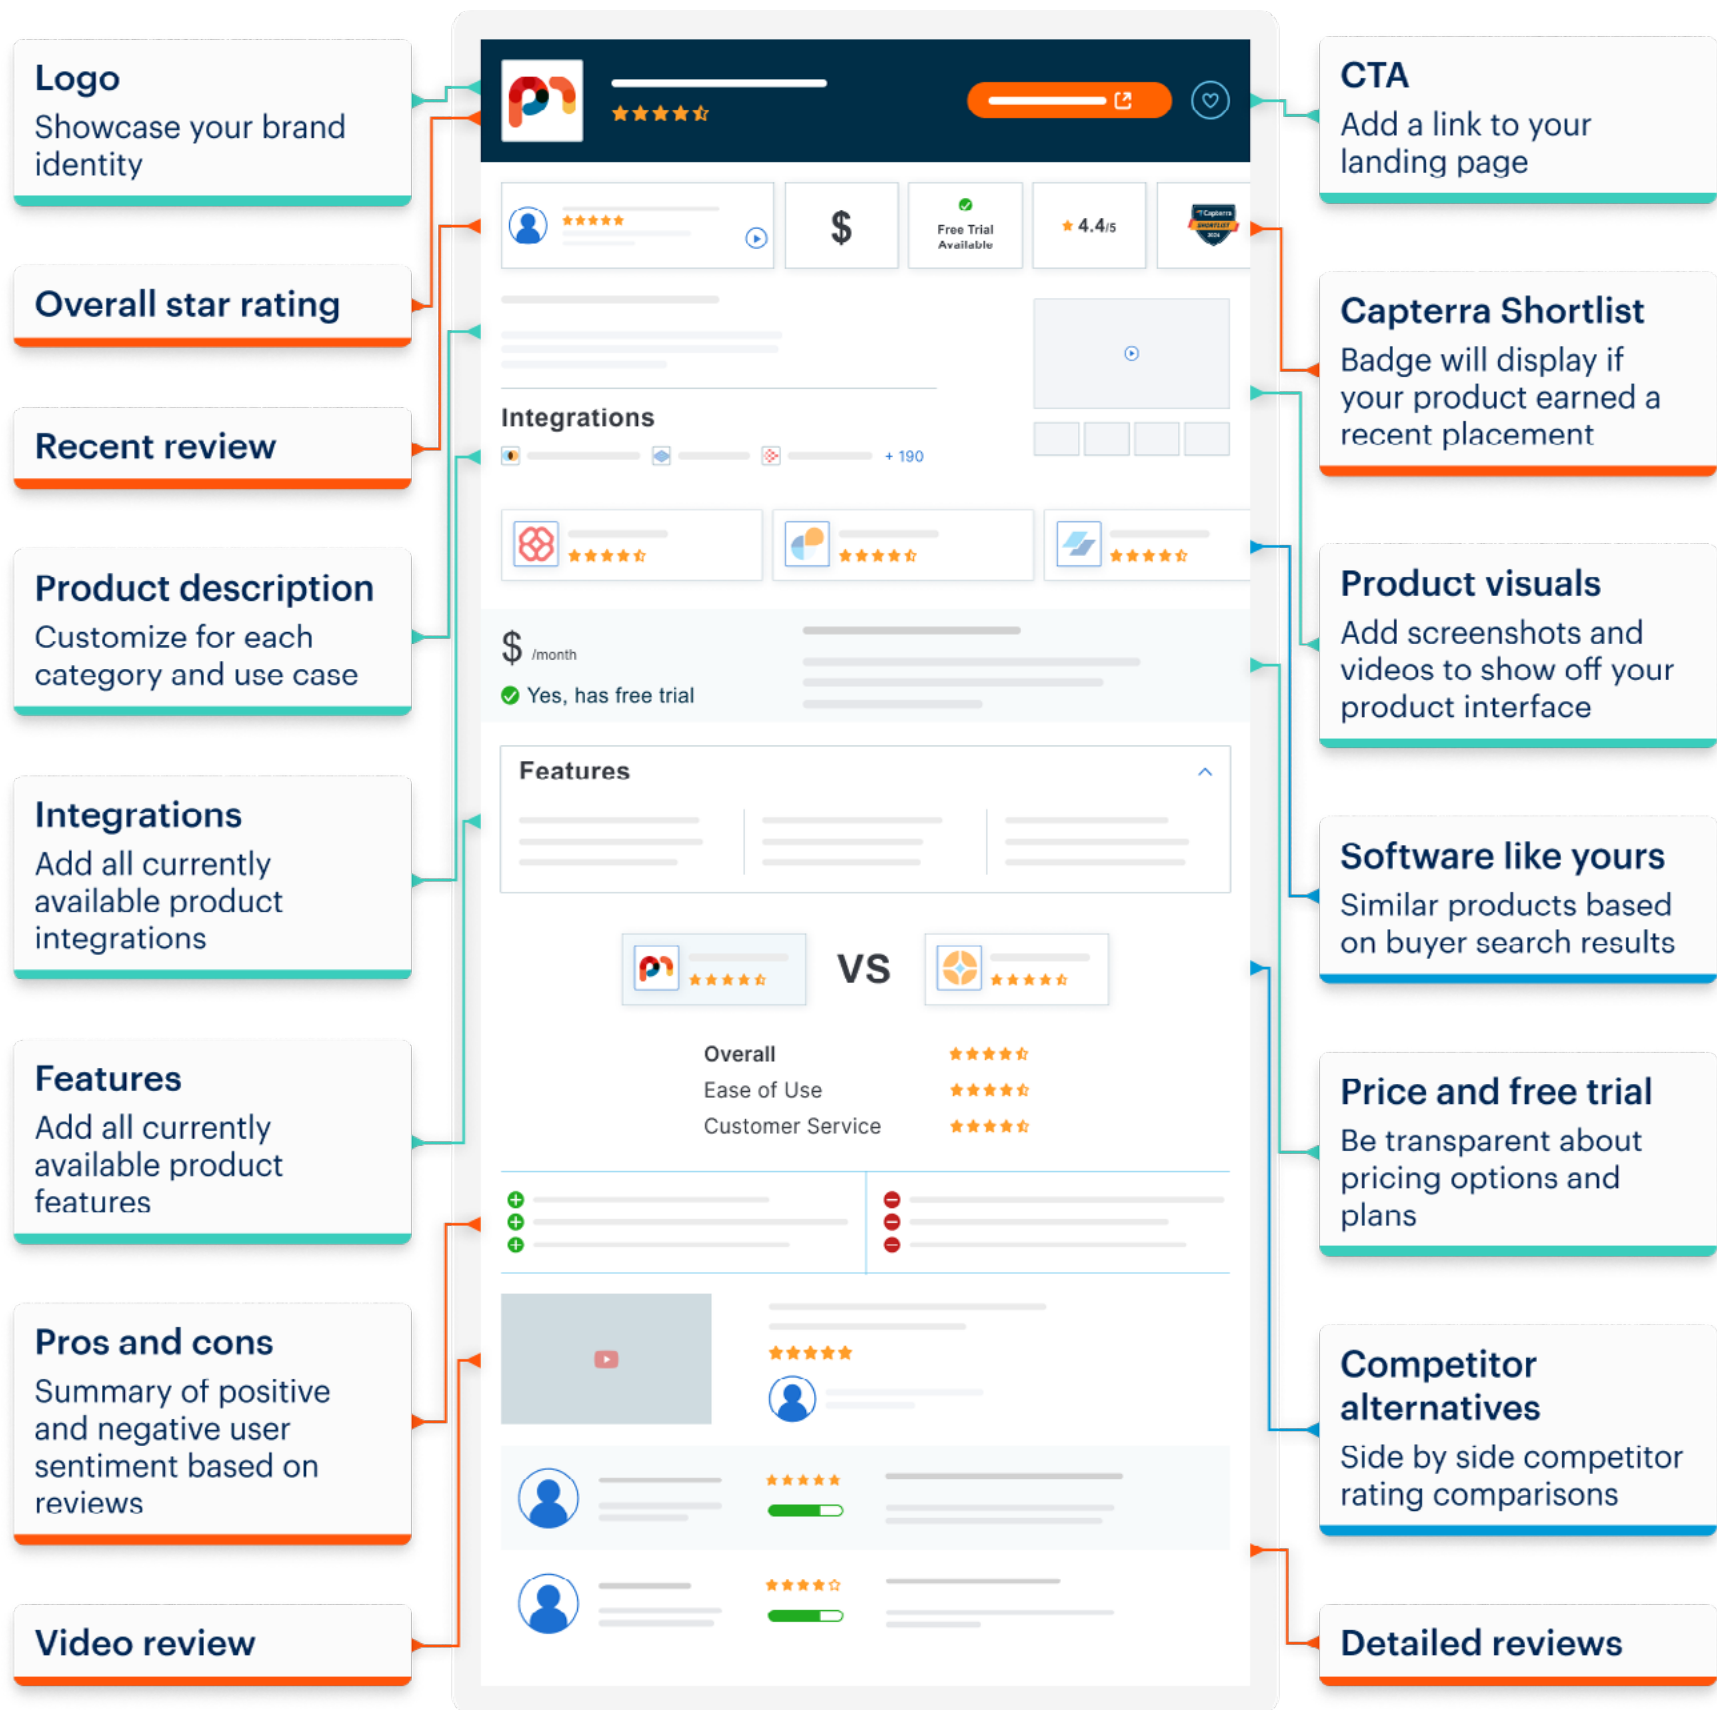 Logo
Showcase your brand
identity
Overall star rating
Recent review
Product description
Customize for each
category and use case
Integrations
Add all currently
available product
integrations
Features
Add all currently
available product
features
Pros and cons
Summary of positive
and negative user
sentiment based on
reviews
Video review
$
Free Trial
Available
4.4/5
Capterra
SHORTLIST
2024
Integrations
+ 190
$ /month
Yes, has free trial
Features
VS
Overall
Ease of Use
Customer Service
CTA
Add a link to your
landing page
Capterra Shortlist
Badge will display if
your product earned a
recent placement
Product visuals
Add screenshots and
videos to show off your
product interface
Software like yours
Similar products based
on buyer search results
Price and free trial
Be transparent about
pricing options and
plans
Competitor
alternatives
Side by side competitor
rating comparisons
Detailed reviews